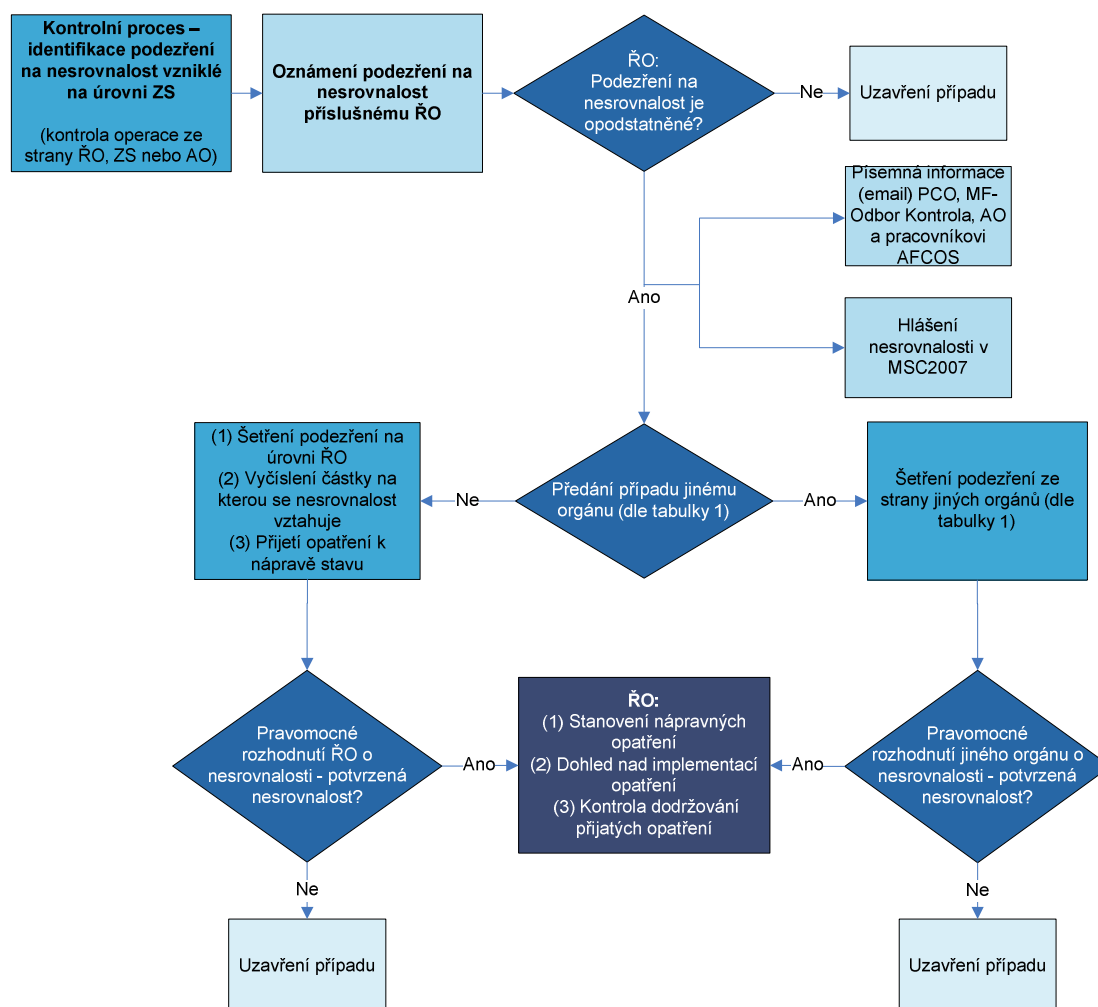 Kontrolní proces –
identifikace podezření
na nesrovnalost vzniklé
na úrovni ZS
(kontrola operace ze
strany ŘO, ZS nebo AO)
Oznámení podezření na
nesrovnalost
příslušnému ŘO
ŘO:
Podezření na
nesrovnalost je
opodstatněné?
Ne
Uzavření případu
Písemná informace
(email) PCO, MF-
Odbor Kontrola, AO
a pracovníkovi
AFCOS
Ano
Hlášení
nesrovnalosti v
MSC2007
(1) Šetření podezření na
úrovni ŘO
(2) Vyčíslení částky na
kterou se nesrovnalost
vztahuje
(3) Přijetí opatření k
nápravě stavu
Ne
Předání případu jinému
orgánu (dle tabulky 1)
Ano
Šetření podezření ze
strany jiných orgánů (dle
tabulky 1)
Pravomocné
rozhodnutí ŘO o
nesrovnalosti - potvrzená
nesrovnalost?
Ano
ŘO:
(1) Stanovení nápravných
opatření
(2) Dohled nad implementací
opatření
(3) Kontrola dodržování
přijatých opatření
Ano
Pravomocné
rozhodnutí jiného orgánu o
nesrovnalosti - potvrzená
nesrovnalost?
Ne
Uzavření případu
Ne
Uzavření případu